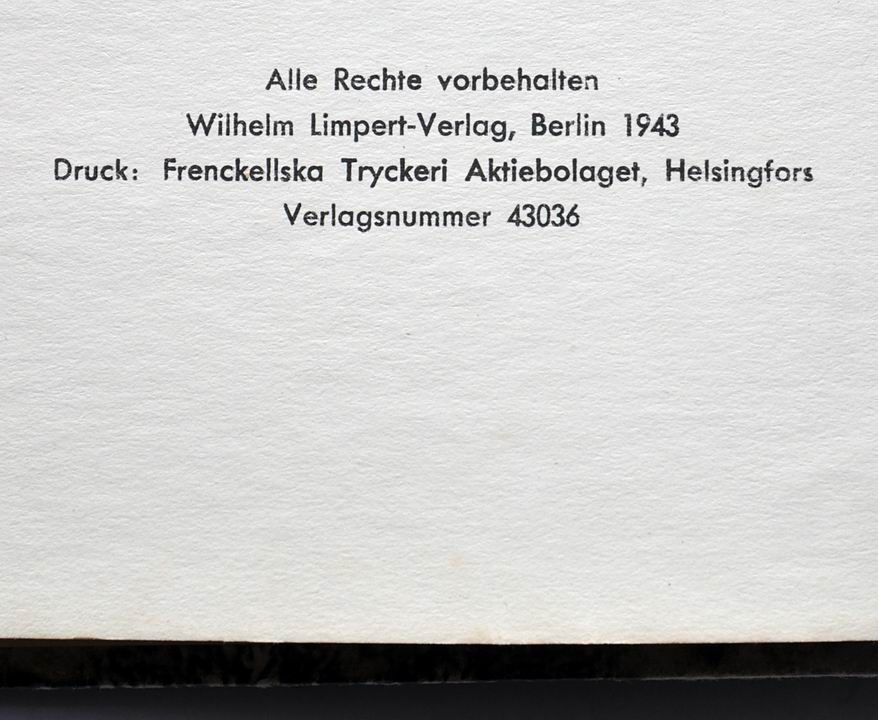 Alle Rechte vorbehalten
Wilhelm Limpert-Verlag, Berlin 1943
Druck: Frenckellska Tryckeri Aktiebolaget, Helsingfors
Verlagsnummer 43036